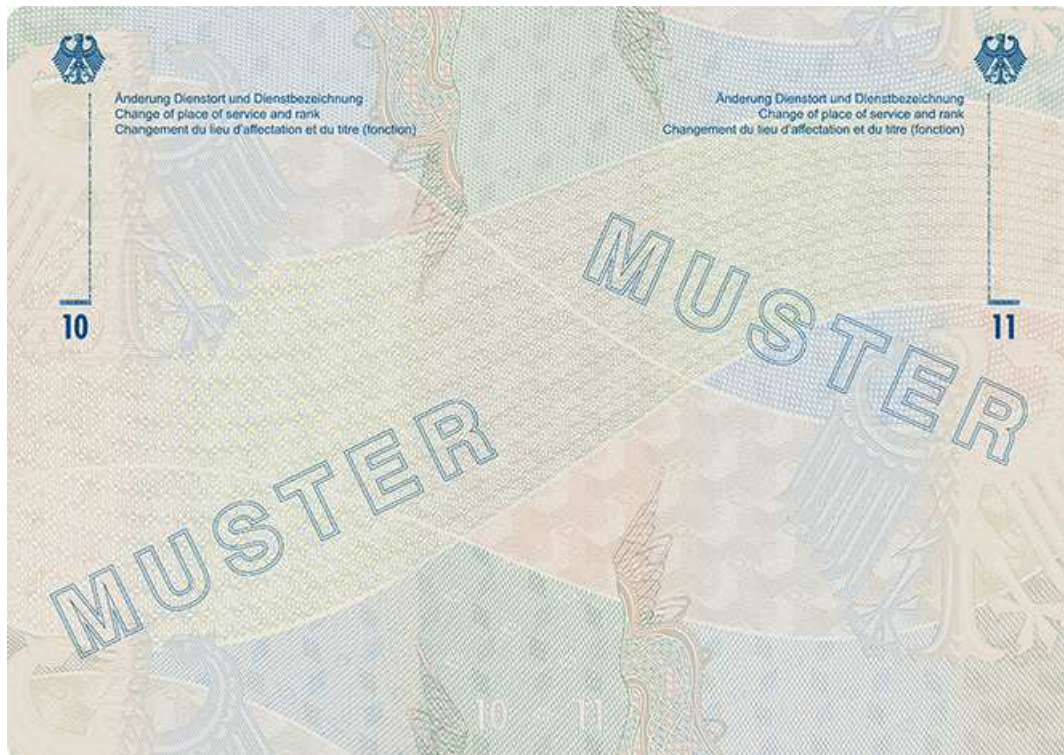 Änderung Dienstort und Dienstbezeichnung
Change of place of service and rank
Changement du lieu d'affectation et du titre (fonction)
10
MUSTER
Änderung Dienstort und Dienstbezeichnung
Change of place of service and rank
Changement du lieu d'affectation et du titre (fonction)
11
MUSTER
10
11